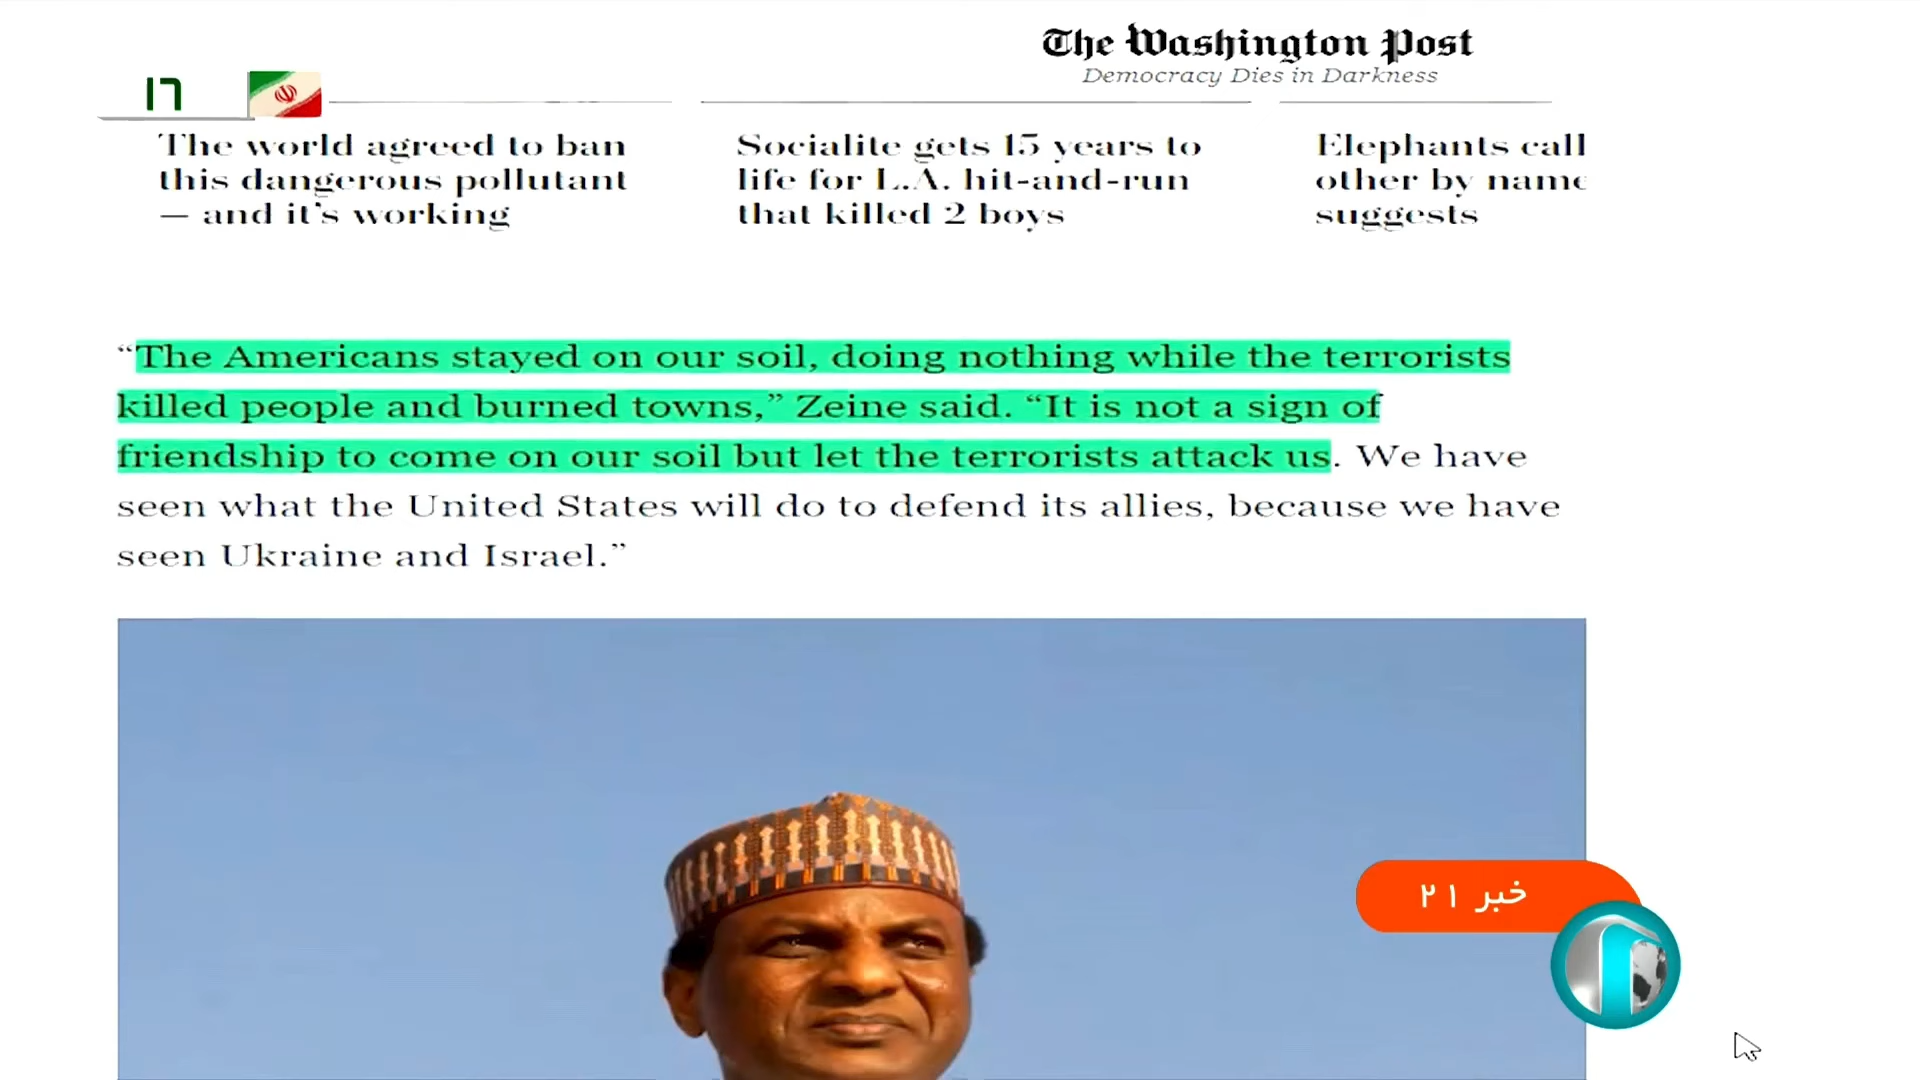 The Washington Post
Democracy Dies in Darkness
۱۶
The world agreed to ban
this dangerous pollutant
— and it's working
Socialite gets 15 years to
life for L.A. hit-and-run
that killed 2 boys
Elephants call
other by name
suggests
“The Americans stayed on our soil, doing nothing while the terrorists
killed people and burned towns,” Zeine said. “It is not a sign of
friendship to come on our soil but let the terrorists attack us. We have
seen what the United States will do to defend its allies, because we have
seen Ukraine and Israel.”
خبر ۲۱